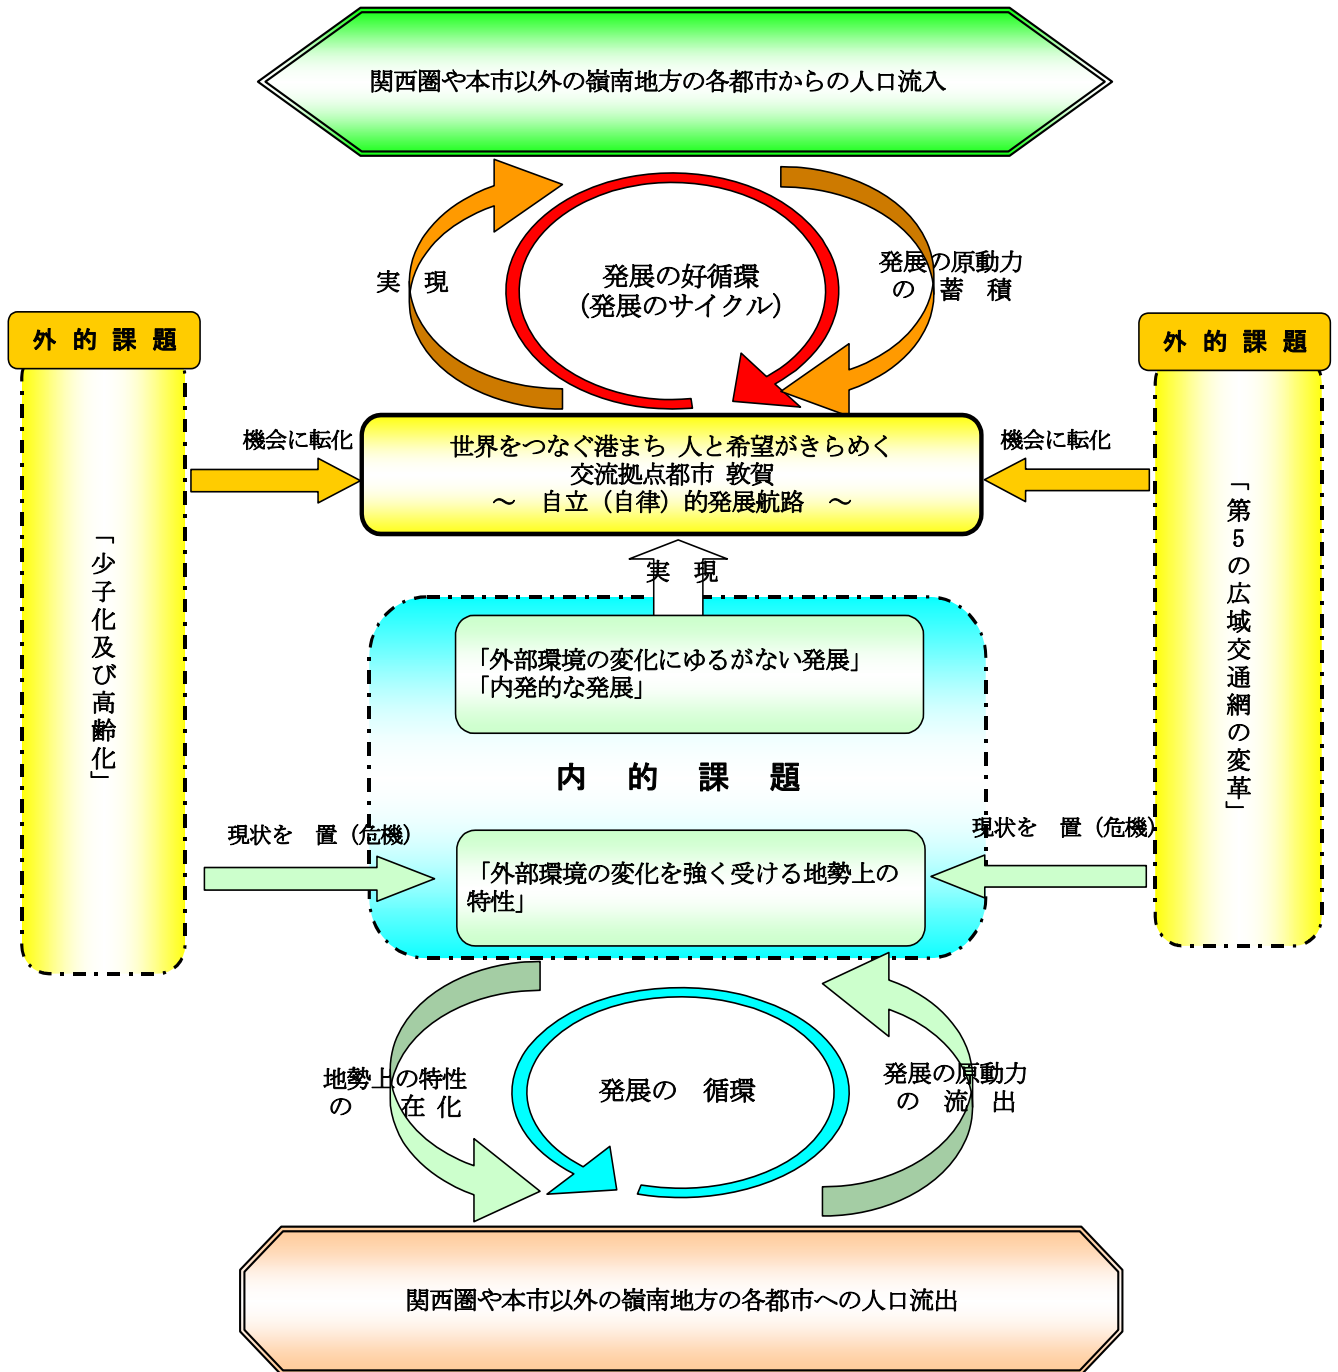 関西圏や本市以外の嶺南地方の各都市からの人口流入
実　現
発展の好循環
（発展のサイクル）
発展の原動力
の　蓄　積
外的課題
外的課題
機会に転化
世界をつなぐ港まち 人と希望がきらめく
交流拠点都市 敦賀
～　自立（自律）的発展航路　～
機会に転化
「少子化及び高齢化」
「第5の広域交通網の変革」
実　現
「外部環境の変化にゆるがない発展」
「内発的な発展」
内　的　課　題
現状を　置（危機）
現状を　置（危機）
「外部環境の変化を強く受ける地勢上の
特性」
地勢上の特性
の　　在 化
発展の　循環
発展の原動力
の　流　出
関西圏や本市以外の嶺南地方の各都市への人口流出